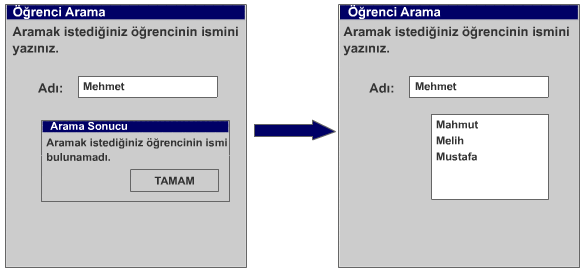 Öğrenci Arama
Aramak istediğiniz öğrencinin ismini
yazınız.
Adı: Mehmet
Arama Sonucu
Aramak istediğiniz öğrencinin ismi
bulunamadı.
TAMAM
Öğrenci Arama
Aramak istediğiniz öğrencinin ismini
yazınız.
Adı: Mehmet
Mahmut
Melih
Mustafa